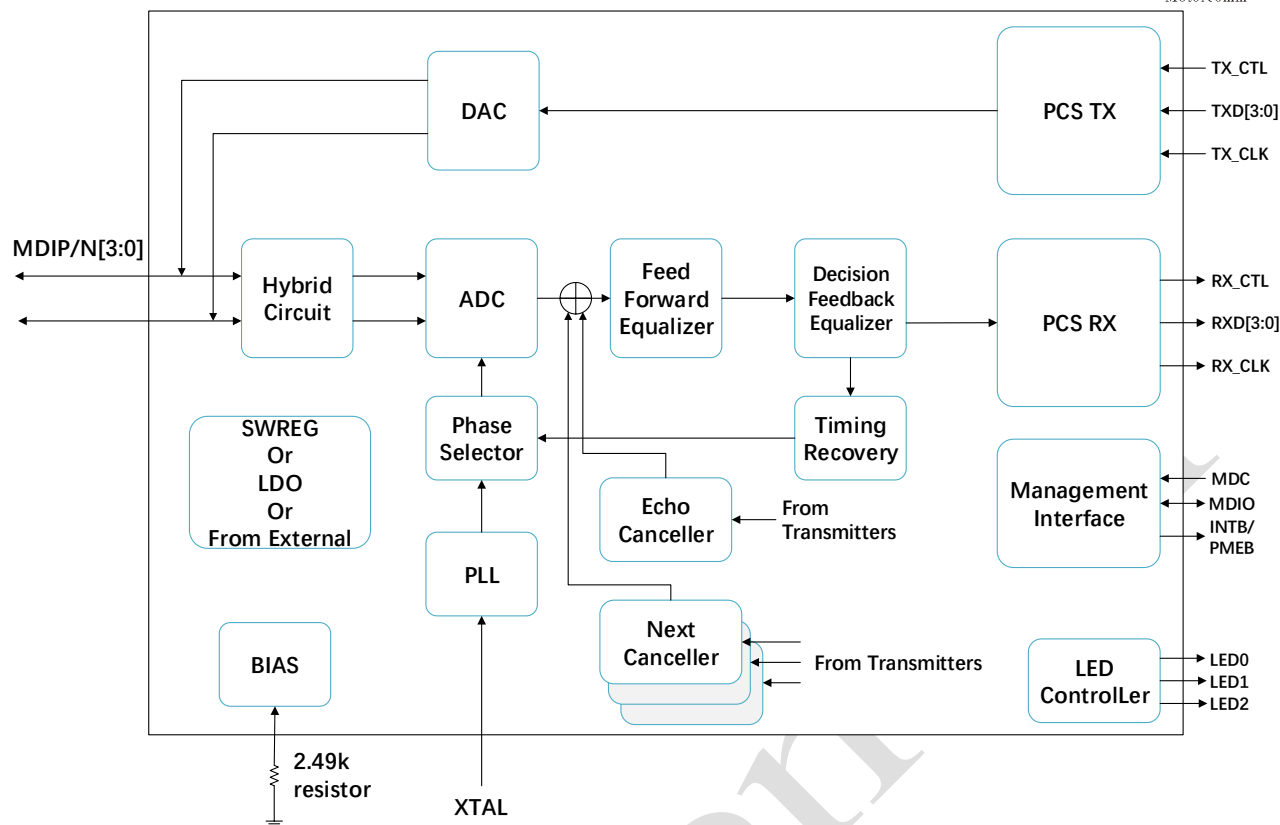 DAC
PCS TX
TX_CTL
TXD[3:0]
TX_CLK
MDIP/N[3:0]
Hybrid
Circuit
ADC
Feed
Forward
Equalizer
Decision
Feedback
Equalizer
PCS RX
RX_CTL
RXD[3:0]
RX_CLK
SWREG
Or
LDO
Or
From External
Phase
Selector
Timing
Recovery
Echo
Canceller
From
Transmitters
Management
Interface
MDC
MDIO
INTB/
PMEB
PLL
BIAS
Next
Canceller
From Transmitters
LED
ControlLer
LED0
LED1
LED2
2.49k
resistor
XTAL